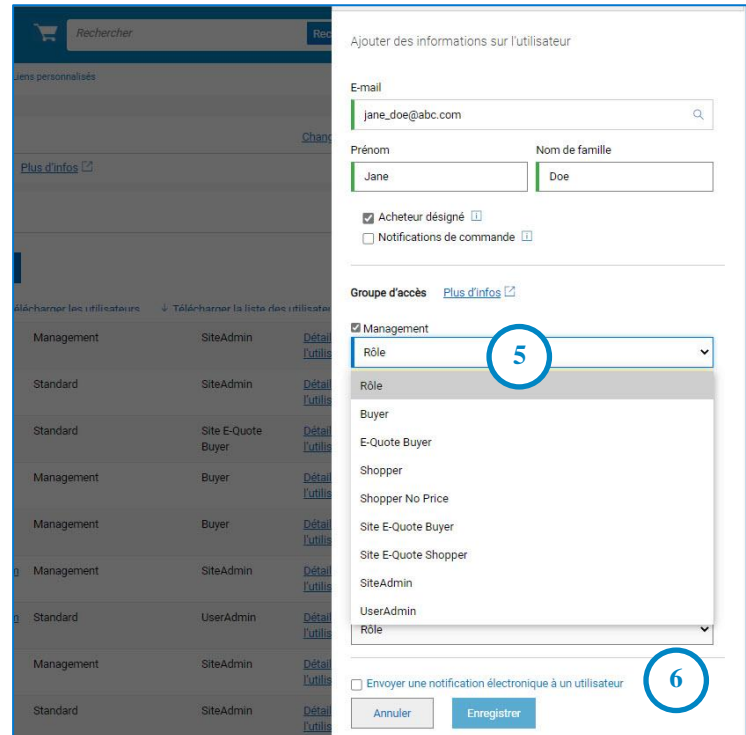 Rechercher
Rec
Liens personnalisés
Chang
Plus d'infos
Télécharger les utilisateurs
Télécharger la liste des utilisateu
Management SiteAdmin Détail
l'utilis
Standard SiteAdmin Détail
l'utilis
Standard Site E-Quote Détail
Buyer l'utilis
Management Buyer Détail
l'utilis
Management Buyer Détail
l'utilis
Management SiteAdmin Détail
l'utilis
Standard UserAdmin Détail
l'utilis
Management SiteAdmin Détail
l'utilis
Standard SiteAdmin Détail
Ajouter des informations sur l'utilisateur
E-mail
jane_doe@abc.com
Prénom Nom de famille
Jane Doe
Acheteur désigné
Notifications de commande
Groupe d'accès Plus d'infos
Management
Rôle
5
Rôle
Buyer
E-Quote Buyer
Shopper
Shopper No Price
Site E-Quote Buyer
Site E-Quote Shopper
SiteAdmin
UserAdmin
Rôle
Envoyer une notification électronique à un utilisateur
6
Annuler Enregistrer